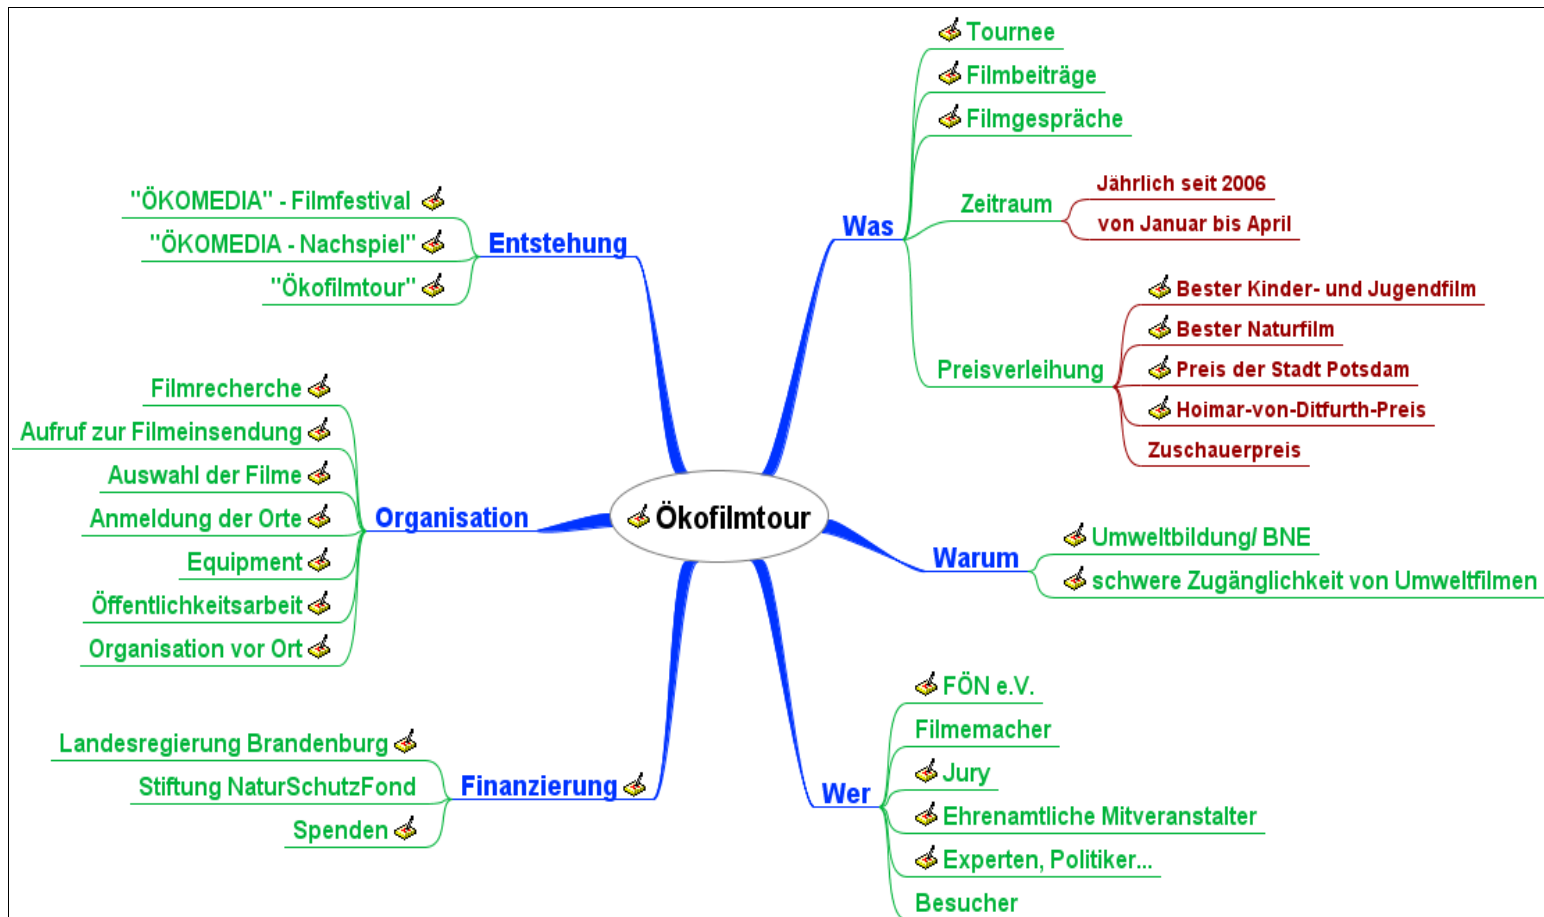 Ökofilmtour
Entstehung
"ÖKOMEDIA" - Filmfestival
"ÖKOMEDIA - Nachspiel"
"Ökofilmtour"
Organisation
Filmrecherche
Aufruf zur Filmeinsendung
Auswahl der Filme
Anmeldung der Orte
Equipment
Öffentlichkeitsarbeit
Organisation vor Ort
Finanzierung
Landesregierung Brandenburg
Stiftung NaturSchutzFond
Spenden
Was
Tournee
Filmbeiträge
Filmgespräche
Zeitraum
Jährlich seit 2006
von Januar bis April
Preisverleihung
Bester Kinder- und Jugendfilm
Bester Naturfilm
Preis der Stadt Potsdam
Hoimar-von-Ditfurth-Preis
Zuschauerpreis
Warum
Umweltbildung/ BNE
schwere Zugänglichkeit von Umweltfilmen
Wer
FÖN e.V.
Filmemacher
Jury
Ehrenamtliche Mitveranstalter
Experten, Politiker...
Besucher